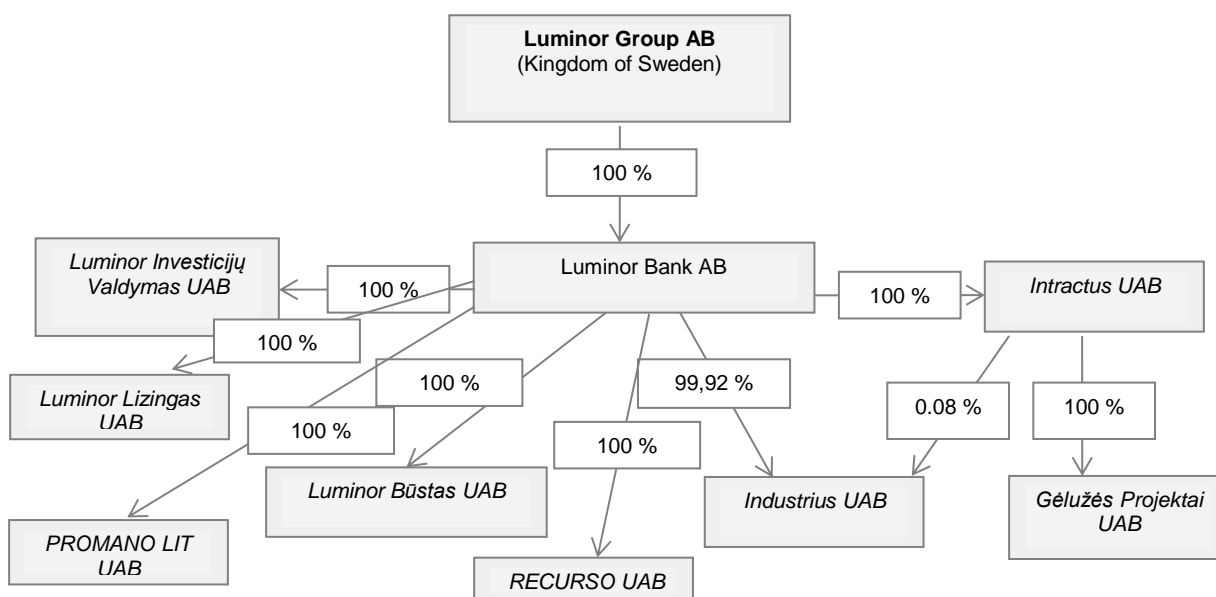 Luminor Group AB
(Kingdom of Sweden)
100 %
Luminor Investicijų
Valdymas UAB
100 %
Luminor Bank AB
100 %
Intractus UAB
100 %
Luminor Lizingas
UAB
100 %
99,92 %
0.08 %
100 %
100 %
100 %
Luminor Būstas UAB
Industrius UAB
Gėlužės Projektai
UAB
PROMANO LIT
UAB
RECURSO UAB